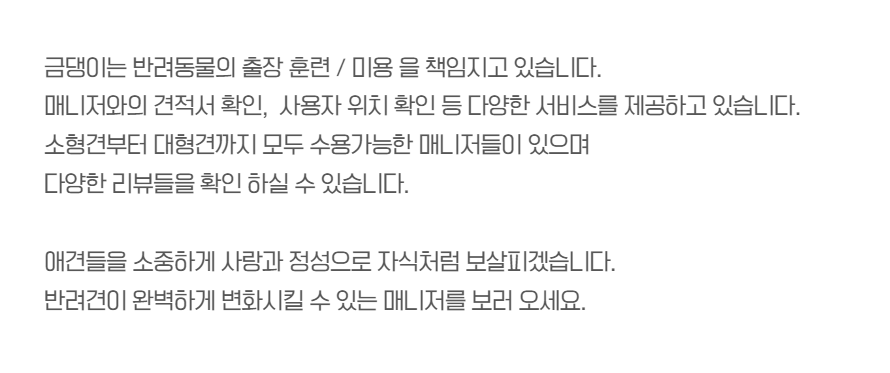 금댕이는 반려동물의 출장 훈련 / 미용 을 책임지고 있습니다.
매니저와의 견적서 확인, 사용자 위치 확인 등 다양한 서비스를 제공하고 있습니다.
소형견부터 대형견까지 모두 수용가능한 매니저들이 있으며
다양한 리뷰들을 확인 하실 수 있습니다.
애견들을 소중하게 사랑과 정성으로 자식처럼 보살피겠습니다.
반려견이 완벽하게 변화시킬 수 있는 매니저를 보러 오세요.